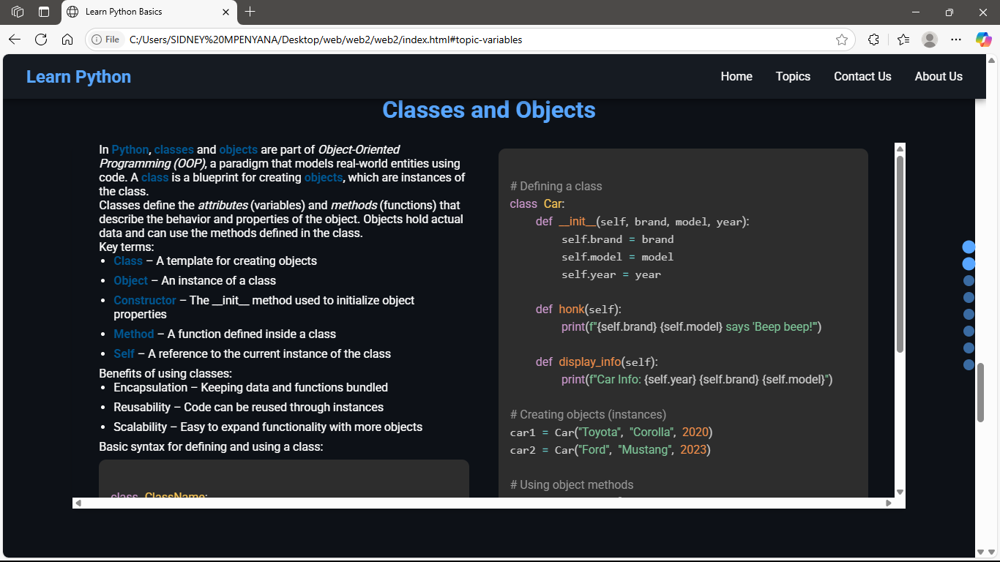 Learn Python Basics
File
C:/Users/SIDNEY%20MPENYANA/Desktop/web/web2/web2/index.html#topic-variables
Learn Python
Home Topics Contact Us About Us
Classes and Objects
In Python, classes and objects are part of Object-Oriented
Programming (OOP), a paradigm that models real-world entities using
code. A class is a blueprint for creating objects, which are instances of
the class.
Classes define the attributes (variables) and methods (functions) that
describe the behavior and properties of the object. Objects hold actual
data and can use the methods defined in the class.
Key terms:
• Class – A template for creating objects
• Object – An instance of a class
• Constructor – The __init__ method used to initialize object
properties
• Method – A function defined inside a class
• Self – A reference to the current instance of the class
Benefits of using classes:
• Encapsulation – Keeping data and functions bundled
• Reusability – Code can be reused through instances
• Scalability – Easy to expand functionality with more objects
Basic syntax for defining and using a class:
class ClassName:
# Defining a class
class Car:
def __init__(self, brand, model, year):
self.brand = brand
self.model = model
self.year = year
def honk(self):
print(f"{self.brand} {self.model} says 'Beep beep!'")
def display_info(self):
print(f"Car Info: {self.year} {self.brand} {self.model}")
# Creating objects (instances)
car1 = Car("Toyota", "Corolla", 2020)
car2 = Car("Ford", "Mustang", 2023)
# Using object methods